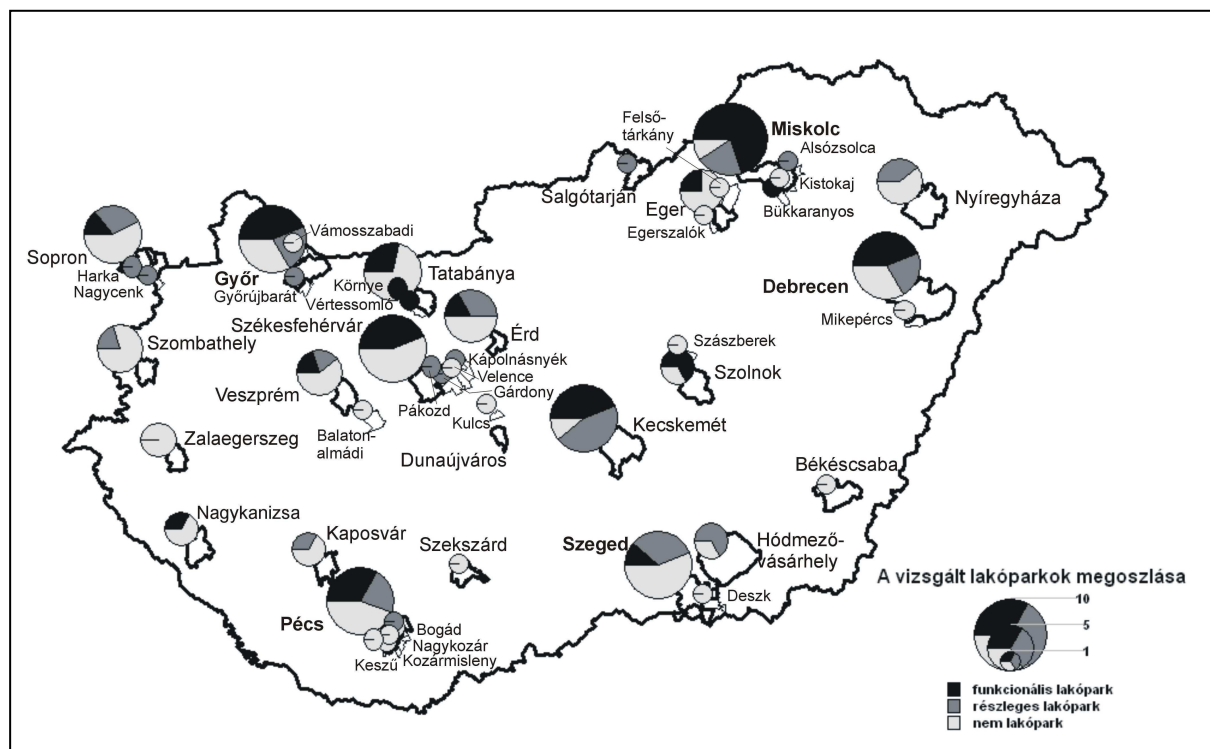 Felső-
tárkány
Miskolc
Alsózsolca
Salgótarján
Kistokaj
Nyíregyháza
Eger
Bükkaranyos
Egerszalók
Vámosszabadi
Sopron
Harka
Nagycenk
Győr
Győrújbarát
Környe
Tatabánya
Vértessomló
Debrecen
Mikepércs
Székesfehérvár
Érd
Szombathely
Szászberek
Kápolnásnyék
Szolnok
Velence
Veszprém
Gárdony
Pákozd
Kulcs
Kecskemét
Balaton-
almádi
Zalaegerszeg
Dunaújváros
Békéscsaba
Nagykanizsa
Kaposvár
Szekszárd
Szeged
Hódmező-
vásárhely
Deszk
Pécs
Bogád
Nagykozár
Keszü
Kozármisleny
A vizsgált lakóparkok megoszlása
10
5
1
funkcionális lakópark
részleges lakópark
nem lakópark